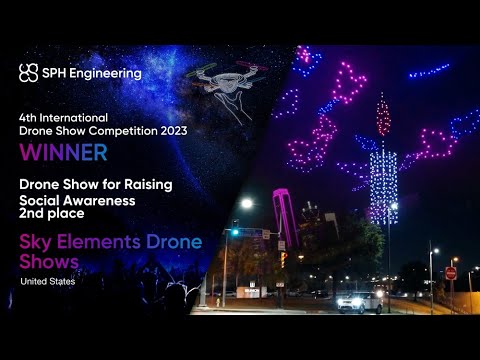 SPH Engineering
4th International
Drone Show Competition 2023
WINNER
Drone Show for Raising
Social Awareness
2nd place
Sky Elements Drone
Shows
United States